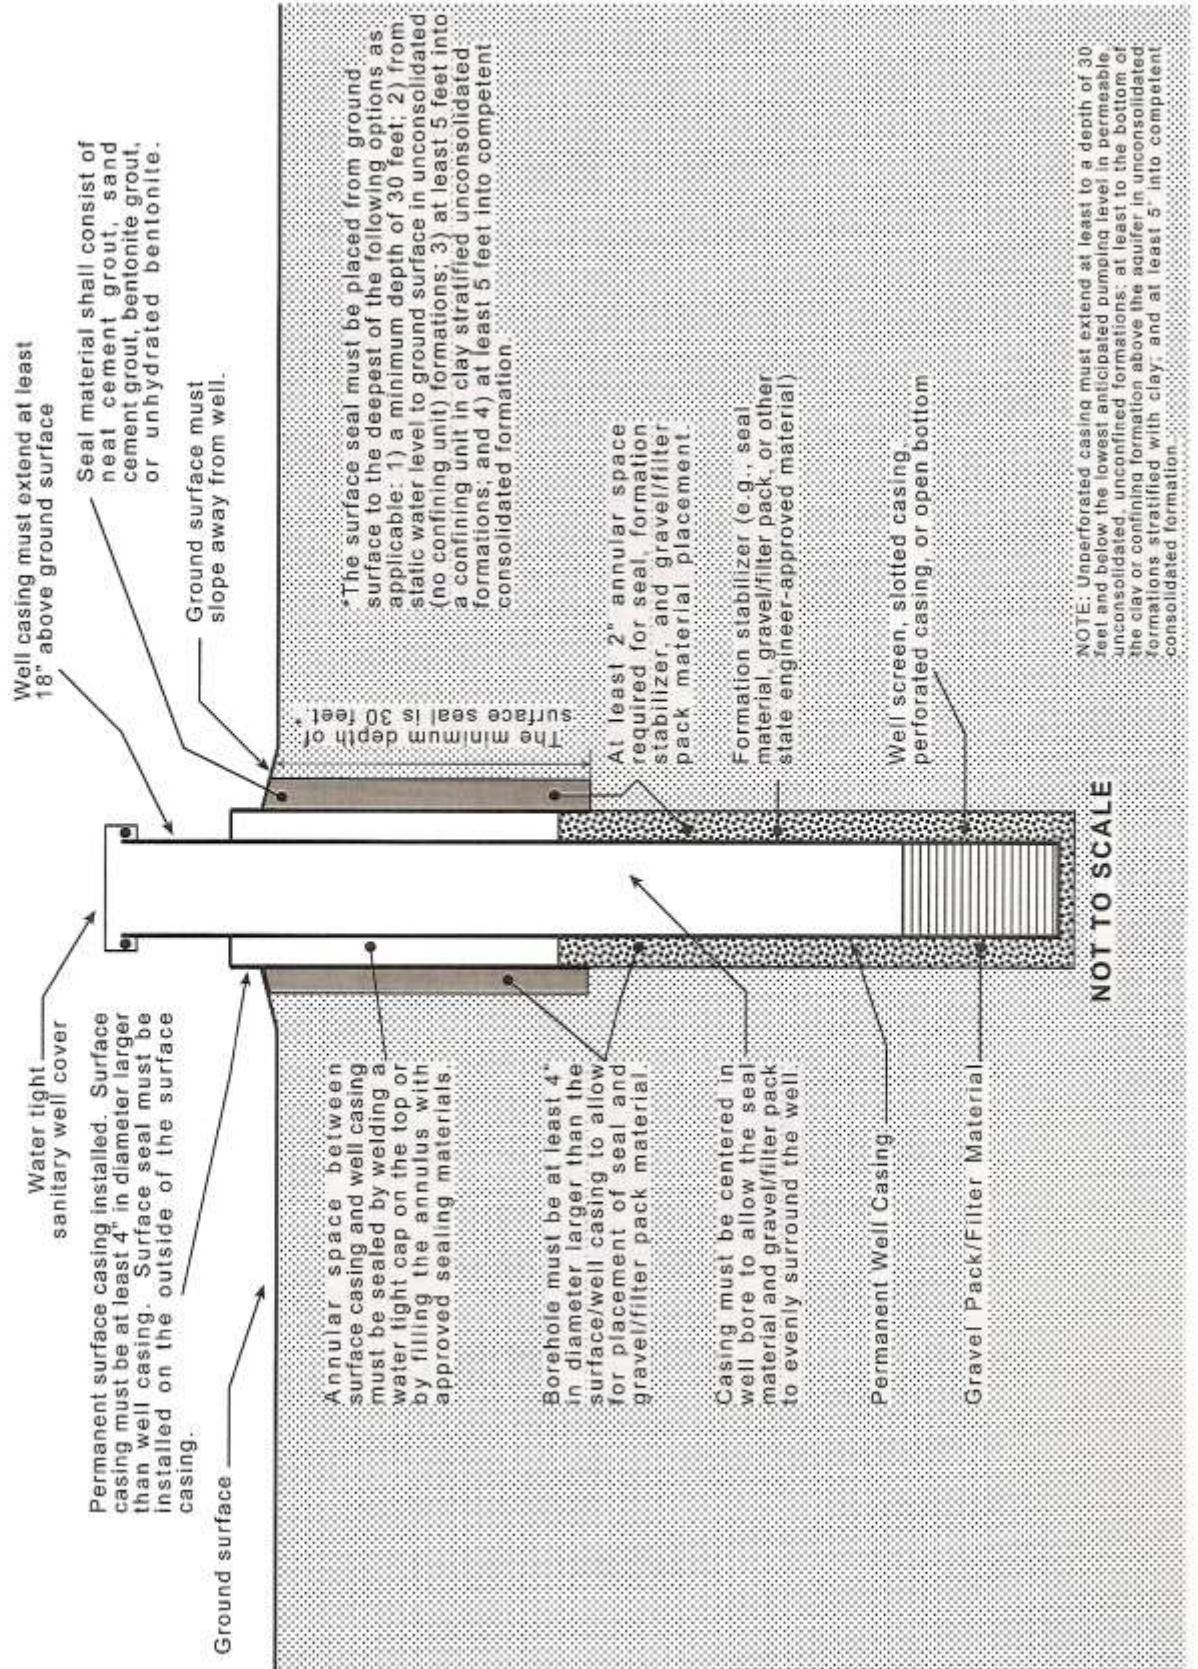 Water tight
sanitary well cover
Permanent surface casing installed. Surface
casing must be at least 4" in diameter larger
than well casing. Surface seal must be
installed on the outside of the surface
casing.
Ground surface
Annular space between
surface casing and well casing
must be sealed by welding a
water tight cap on the top or
by filling the annulus with
approved sealing materials.
Borehole must be at least 4"
in diameter larger than the
surface/well casing to allow
for placement of seal and
gravel/filter pack material.
Casing must be centered in
well bore to allow the seal
material and gravel/filter pack
to evenly surround the well.
Permanent Well Casing
Gravel Pack/Filter Material
Well casing must extend at least
18" above ground surface
Seal material shall consist of
neat cement grout, sand
cement grout, bentonite grout,
or unhydrated bentonite.
Ground surface must
slope away from well.
The minimum depth of
surface seal is 30 feet *
*The surface seal must be placed from ground
surface to the deepest of the following options as
applicable: 1) a minimum depth of 30 feet; 2) from
static water level to ground surface in unconsolidated
(no confining unit) formations; 3) at least 5 feet into
a confining unit in clay stratified unconsolidated
formations; and 4) at least 5 feet into competent
consolidated formation.
At least 2" annular space
required for seal, formation
stabilizer, and gravel/filter
pack material placement.
Formation stabilizer (e.g., seal
material, gravel/filter pack, or other
state engineer-approved material)
Well screen, slotted casing,
perforated casing, or open bottom
NOT TO SCALE
NOTE: Unperforated casing must extend at least to a depth of 30
feet and below the lowest anticipated pumping level in permeable,
unconsolidated, unconfined formations; at least to the bottom of
the clay or confining formation above the aquifer in unconsolidated
formations stratified with clay; and at least 5' into competent
consolidated formation.